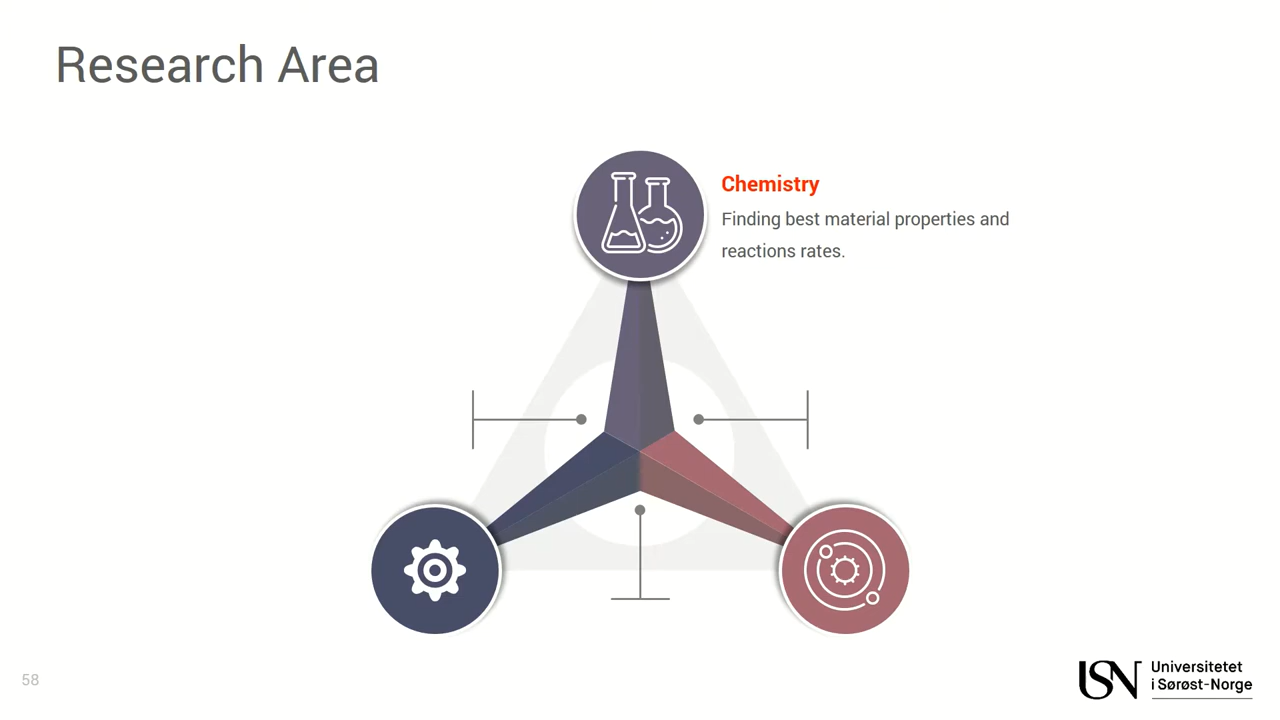 Research Area
Chemistry
Finding best material properties and
reactions rates.
58
USN
Universitetet
i Sørøst-Norge